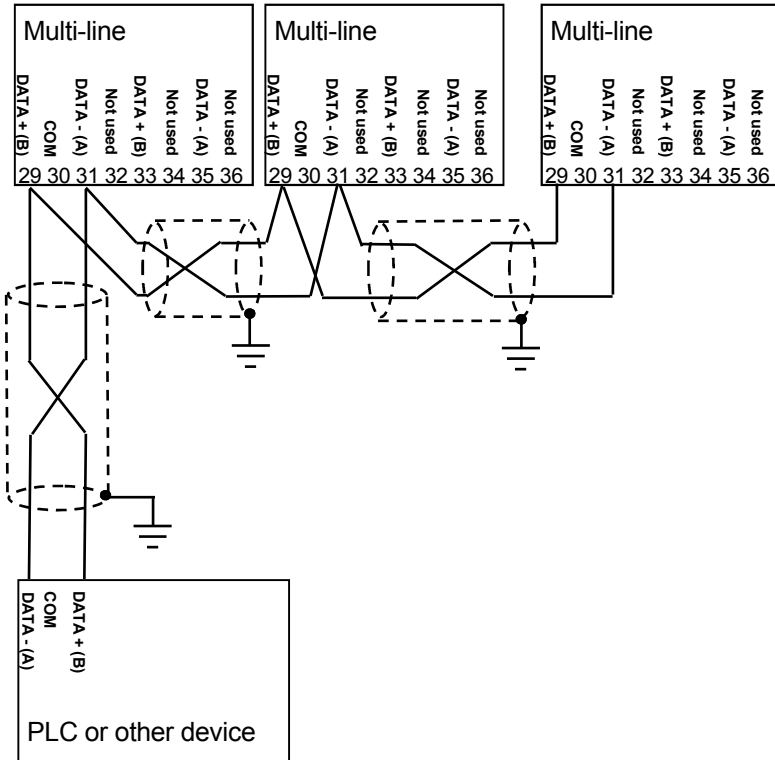 Multi-line
DATA + (B)
COM
DATA - (A)
Not used
DATA + (B)
Not used
DATA - (A)
Not used
29 30 31 32 33 34 35 36
Multi-line
DATA + (B)
COM
DATA - (A)
Not used
DATA + (B)
Not used
DATA - (A)
Not used
29 30 31 32 33 34 35 36
Multi-line
DATA + (B)
COM
DATA - (A)
Not used
DATA + (B)
Not used
DATA - (A)
Not used
29 30 31 32 33 34 35 36
DATA - (A)
COM
DATA + (B)
PLC or other device